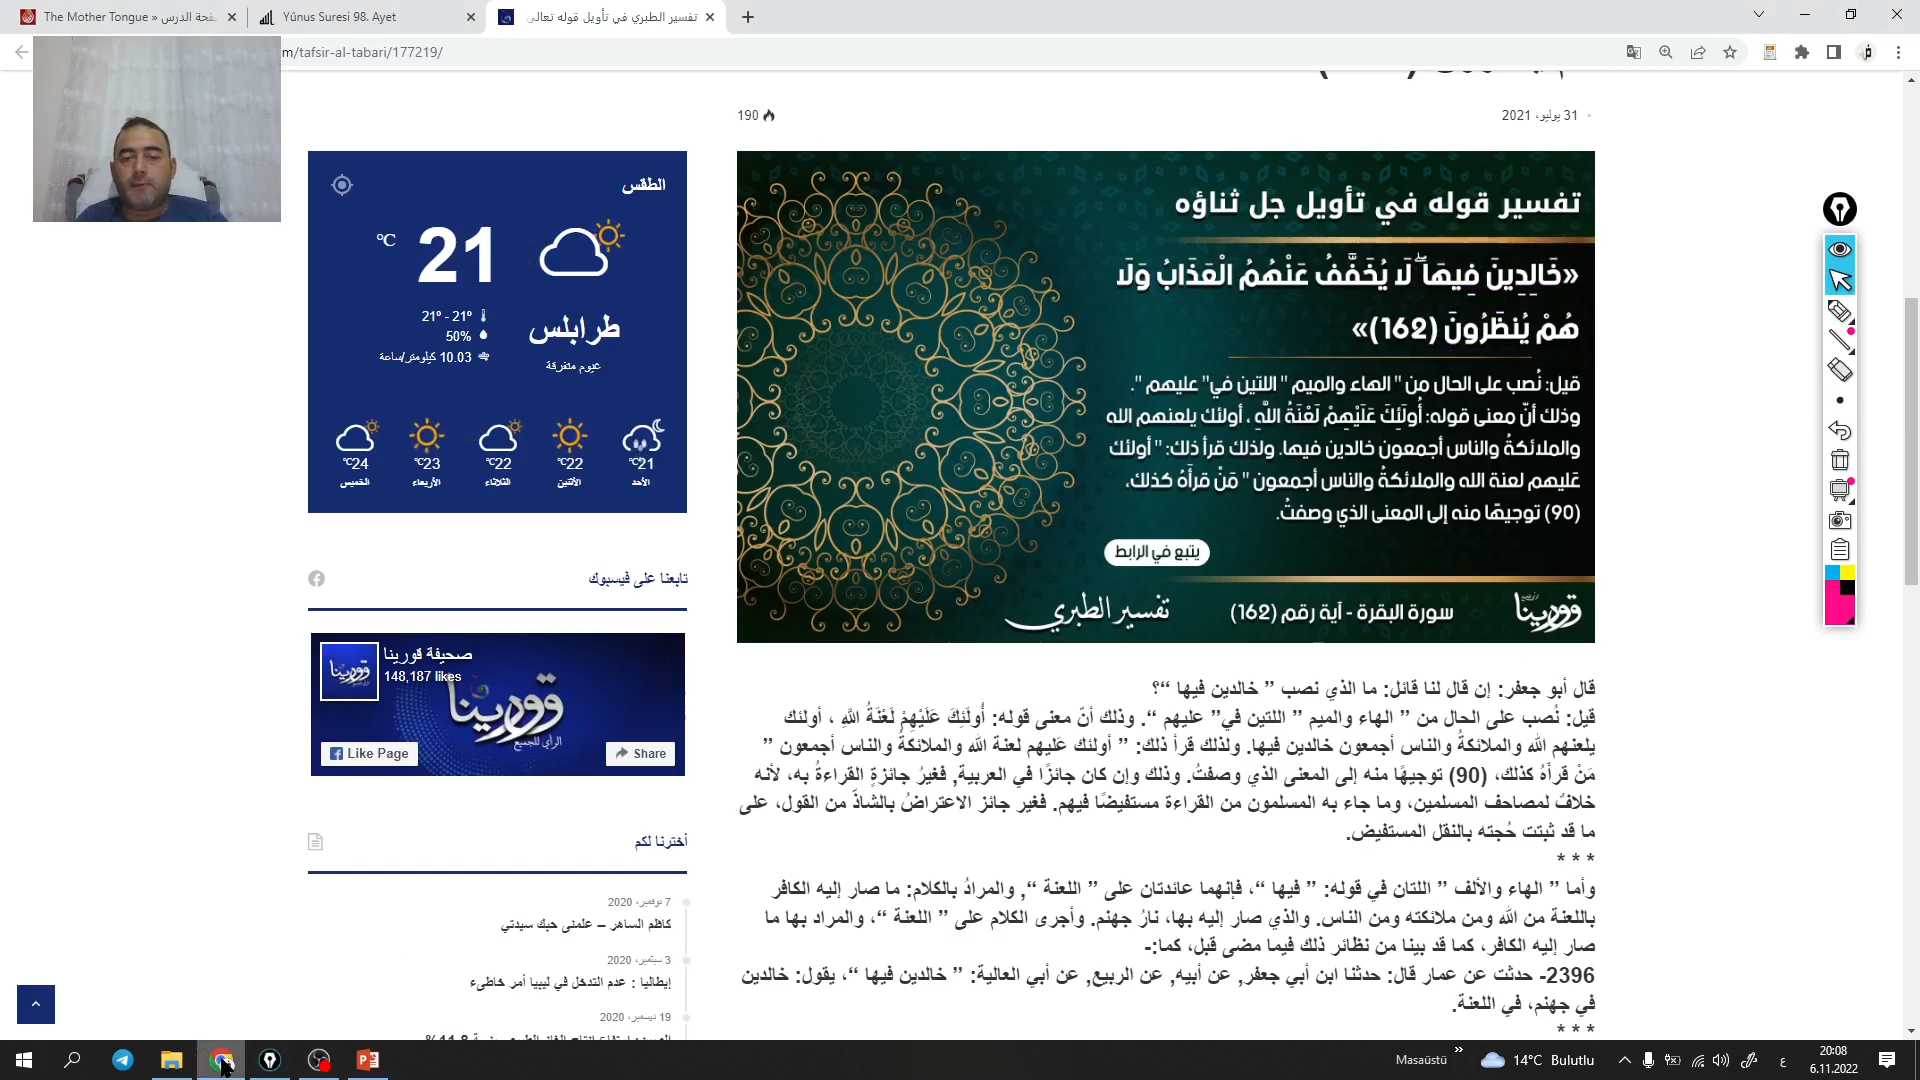 The Mother Tongue » صفحة الدرس
Yûnus Suresi 98. Ayet
تفسير الطبري في تأويل قوله تعالى
m/tafsir-al-tabari/177219/
31 يوليو، 2021
190
تفسير قوله في تأويل جل ثناؤه
«خَالِدِينَ فِيهَا ۖ لَا يُخَفَّفُ عَنْهُمُ الْعَذَابُ وَلَا
هُمْ يُنظَرُونَ (162)»
قيل: نُصب على الحال من " الهاء والميم " اللتين في" عليهم ".
وذلك أنّ معنى قوله: أُولَئِكَ عَلَيْهِمْ لَعْنَةُ اللَّهِ ، أولئك يلعنهم الله
والملائكةُ والناس أجمعون خالدين فيها. ولذلك قرأ ذلك: " أولئك
عَليهم لعنة الله والملائكةُ والناس أجمعون " مَنْ قرأَهُ كذلك،
(90) توجيهًا منه إلى المعنى الذي وصفتُ.
يتبع في الرابط
قورينا
سورة البقرة - آية رقم (162)
تفسير الطبري
قال أبو جعفر: إن قال لنا قائل: ما الذي نصب ” خالدين فيها “؟
قيل: نُصب على الحال من ” الهاء والميم ” اللتين في” عليهم “. وذلك أنّ معنى قوله: أُولَئِكَ عَلَيْهِمْ لَعْنَةُ اللَّهِ ، أولئك
يلعنهم الله والملائكةُ والناس أجمعون خالدين فيها. ولذلك قرأ ذلك: ” أولئك عَليهم لعنة الله والملائكةُ والناس أجمعون ”
مَنْ قرأَهُ كذلك، (90) توجيهًا منه إلى المعنى الذي وصفتُ. وذلك وإن كان جائزًا في العربية, فغيرُ جائزةٍ القراءةُ به، لأنه
خلافٌ لمصاحف المسلمين، وما جاء به المسلمون من القراءة مستفيضًا فيهم. فغير جائز الاعتراضُ بالشاذّ من القول، على
ما قد ثبتت حُجته بالنقل المستفيض.
* * *
وأما ” الهاء والألف ” اللتان في قوله: ” فيها “، فإنهما عائدتان على ” اللعنة “, والمرادُ بالكلام: ما صار إليه الكافر
باللعنة من الله ومن ملائكته ومن الناس. والذي صار إليه بها، نارُ جهنم. وأجرى الكلام على ” اللعنة “، والمراد بها ما
صار إليه الكافر، كما قد بينا من نظائر ذلك فيما مضى قبل، كما:-
2396- حدثت عن عمار قال: حدثنا ابن أبي جعفر, عن أبيه, عن الربيع, عن أبي العالية: ” خالدين فيها “، يقول: خالدين
في جهنم، في اللعنة.
* * *
الطقس
21
℃
طرابلس
غيوم متفرقة
21º - 21º
50%
10.03 كيلومتر/ساعة
21℃ 22℃ 22℃ 23℃ 24℃
الأحد الأثنين الثلاثاء الأربعاء الخميس
تابعنا على فيسبوك
صحيفة قورينا
148,187 likes
قورينا
الرأي للجميع
Like Page
Share
أخترنا لكم
7 نوفمبر، 2020
كاظم الساهر – علمنى حبك سيدتي
3 سبتمبر، 2020
إيطاليا : عدم التدخل في ليبيا أمر خاطىء
19 ديسمبر، 2020
Masaüstü
14°C Bulutlu
ع
20:08
6.11.2022